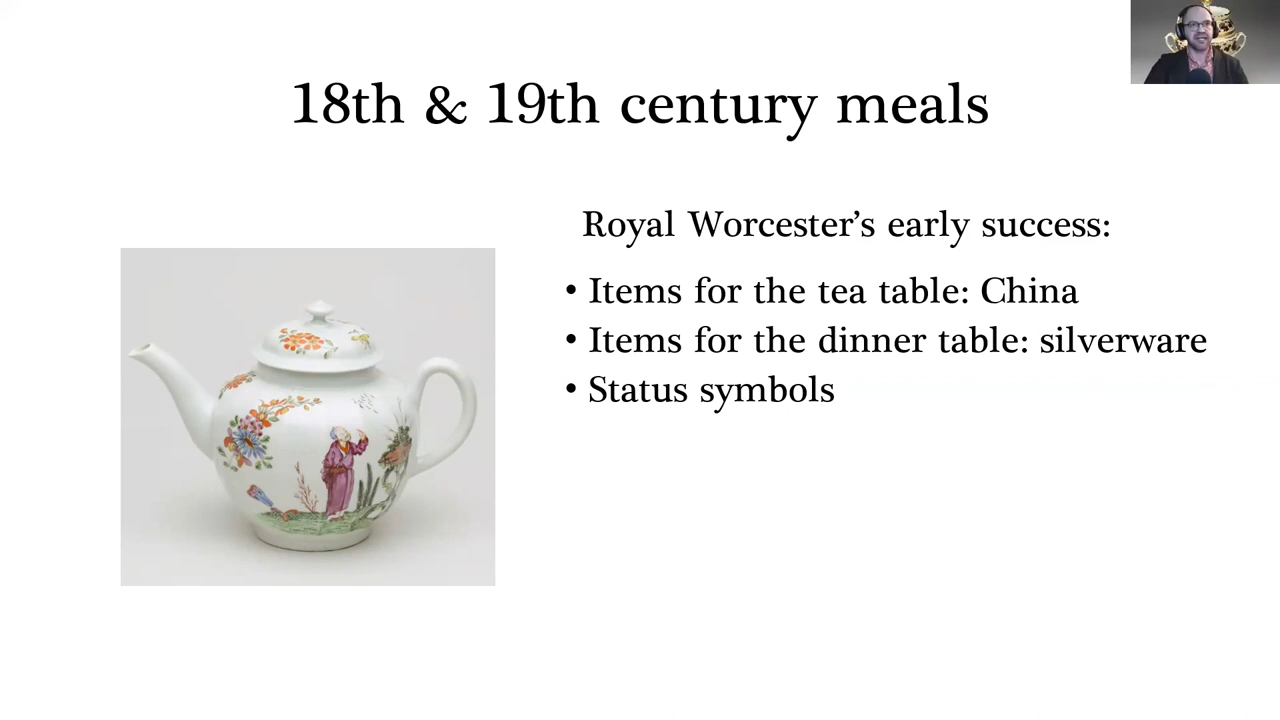 18th & 19th century meals
Royal Worcester’s early success:
• Items for the tea table: China
• Items for the dinner table: silverware
• Status symbols